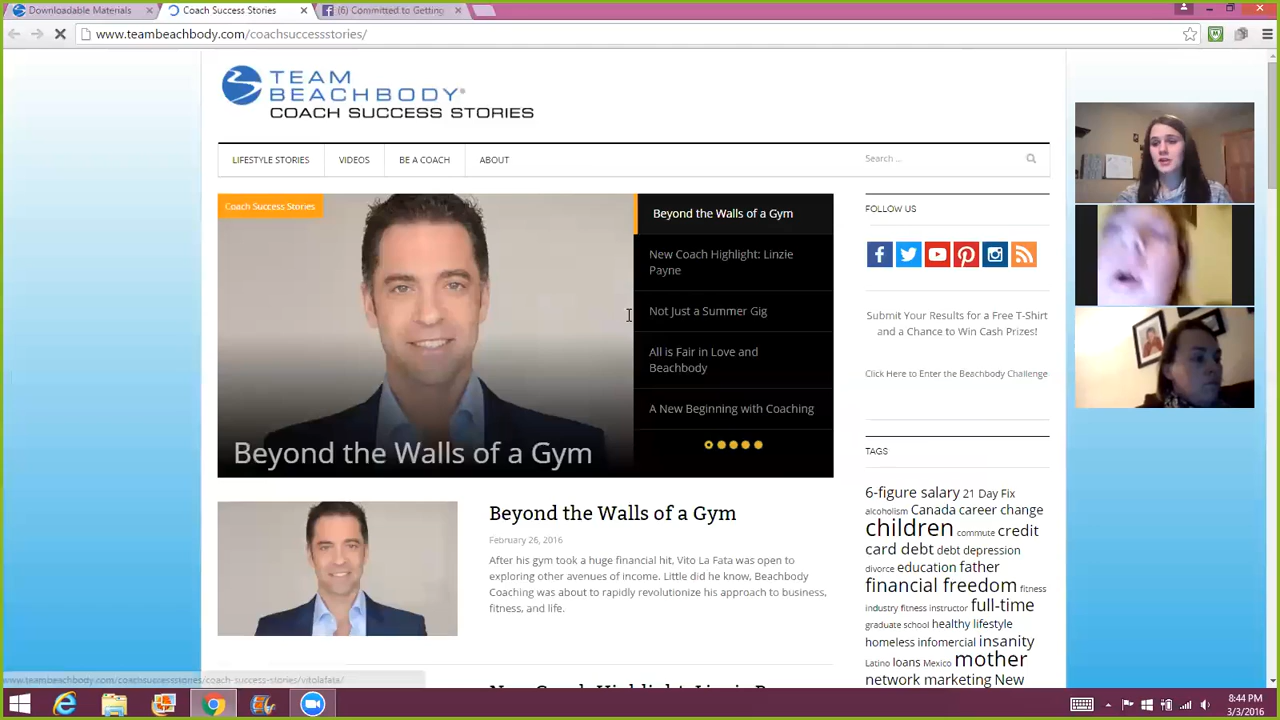 Downloadable Materials
Coach Success Stories
(6) Committed to Getting
www.teambeachbody.com/coachsuccessstories/
TEAM
BEACHBODY®
COACH SUCCESS STORIES
LIFESTYLE STORIES
VIDEOS
BE A COACH
ABOUT
Search ...
Coach Success Stories
Beyond the Walls of a Gym
Beyond the Walls of a Gym
New Coach Highlight: Linzie
Payne
Not Just a Summer Gig
All is Fair in Love and
Beachbody
A New Beginning with Coaching
FOLLOW US
Submit Your Results for a Free T-Shirt
and a Chance to Win Cash Prizes!
Click Here to Enter the Beachbody Challenge
Beyond the Walls of a Gym
February 26, 2016
After his gym took a huge financial hit, Vito La Fata was open to
exploring other avenues of income. Little did he know, Beachbody
Coaching was about to rapidly revolutionize his approach to business,
fitness, and life.
TAGS
6-figure salary 21 Day Fix
alcoholism Canada career change
children commute credit
card debt debt depression
divorce education father
financial freedom fitness
industry fitness instructor full-time
graduate school healthy lifestyle
homeless infomercial insanity
Latino loans Mexico mother
network marketing New
www.teambeachbody.com/coachsuccessstories/coach-success-stories/vitolafata/
8:44 PM
3/3/2016